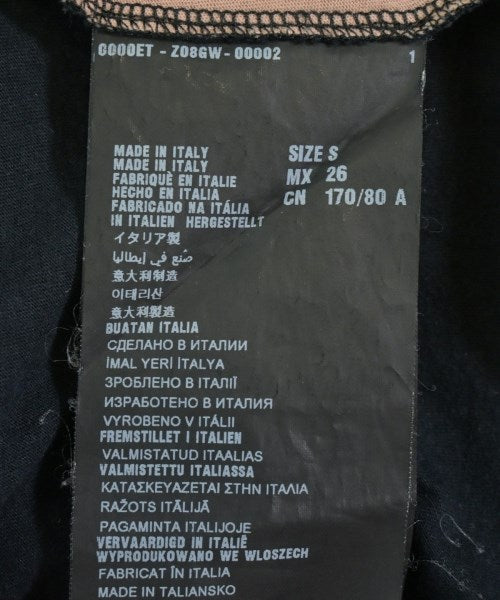 0000ET - Z08GW - 00002 1
MADE IN ITALY
MADE IN ITALY
FABRIQUÈ EN ITALIE
HECHO EN ITALIA
FABRICADO NA ITÁLIA
IN ITALIEN HERGESTELLT
SIZE S
MX 26
CN 170/80 A
イタリア製
صُنع في إيطاليا
意大利制造
이태리산
意大利製造
BUATAN ITALIA
СДЕЛАНО В ИТАЛИИ
İMAL YERİ İTALYA
ЗРОБЛЕНО В ІТАЛІЇ
ИЗРАБОТЕНО В ИТАЛИЯ
VYROBENO V ITÁLII
FREMSTILLET I ITALIEN
VALMISTATUD ITAALIAS
VALMISTETTU ITALIASSA
ΚΑΤΑΣΚΕΥΑΖΕΤΑΙ ΣΤΗΝ ΙΤΑΛΙΑ
RAŽOTS ITĀLIJĀ
PAGAMINTA ITALIJOJE
VERVAARDIGD IN ITALIË
WYPRODUKOWANO WE WLOSZECH
FABRICAT ÎN ITALIA
MADE IN TALIANSKO